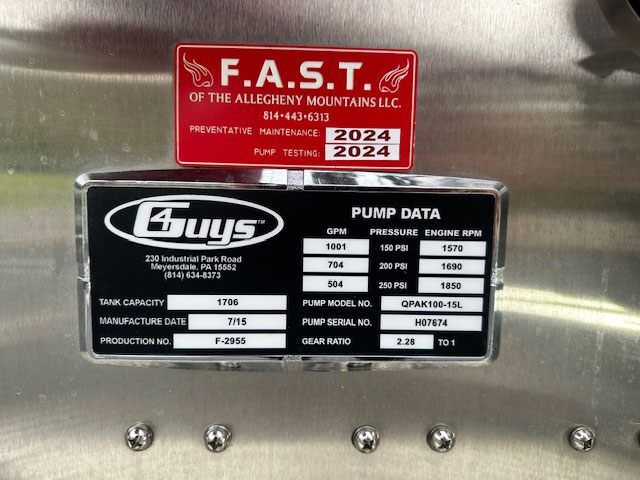 F.A.S.T.
OF THE ALLEGHENY MOUNTAINS LLC.
814•443•6313
PREVENTATIVE MAINTENANCE: 2024
PUMP TESTING: 2024
4Guys™
230 Industrial Park Road
Meyersdale, PA 15552
(814) 634-8373
TANK CAPACITY 1706
MANUFACTURE DATE 7/15
PRODUCTION NO. F-2955
PUMP DATA
GPM PRESSURE ENGINE RPM
1001 150 PSI 1570
704 200 PSI 1690
504 250 PSI 1850
PUMP MODEL NO. QPAK100-15L
PUMP SERIAL NO. H07674
GEAR RATIO 2.28 TO 1